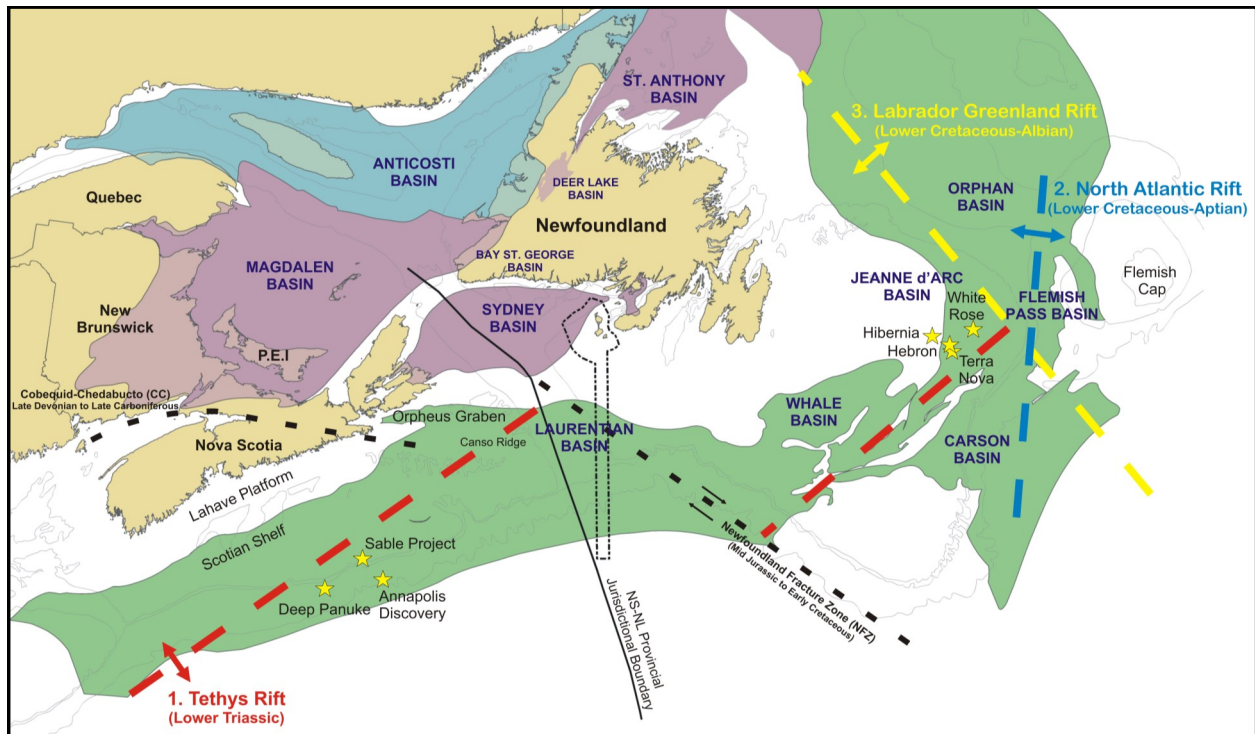 ST. ANTHONY
BASIN
3. Labrador Greenland Rift
(Lower Cretaceous-Albian)
ANTICOSTI
BASIN
DEER LAKE
BASIN
ORPHAN
BASIN
2. North Atlantic Rift
(Lower Cretaceous-Aptian)
Quebec
Newfoundland
BAY ST. GEORGE
BASIN
MAGDALEN
BASIN
JEANNE d'ARC
BASIN
Flemish
Cap
White
Rose
FLEMISH
PASS BASIN
New
Brunswick
SYDNEY
BASIN
Hibernia
Hebron
Terra
Nova
P.E.I
Cobequid-Chedabucto (CC)
Late Devonian to Late Carboniferous
Orpheus Graben
Canso Ridge
LAURENTIAN
BASIN
WHALE
BASIN
CARSON
BASIN
Nova Scotia
Lahave Platform
Scotian Shelf
Sable Project
Deep Panuke
Annapolis
Discovery
Newfoundland Fracture Zone (NFZ)
(Mid Jurassic to Early Cretaceous)
NS-NL Provincial
Jurisdictional Boundary
1. Tethys Rift
(Lower Triassic)